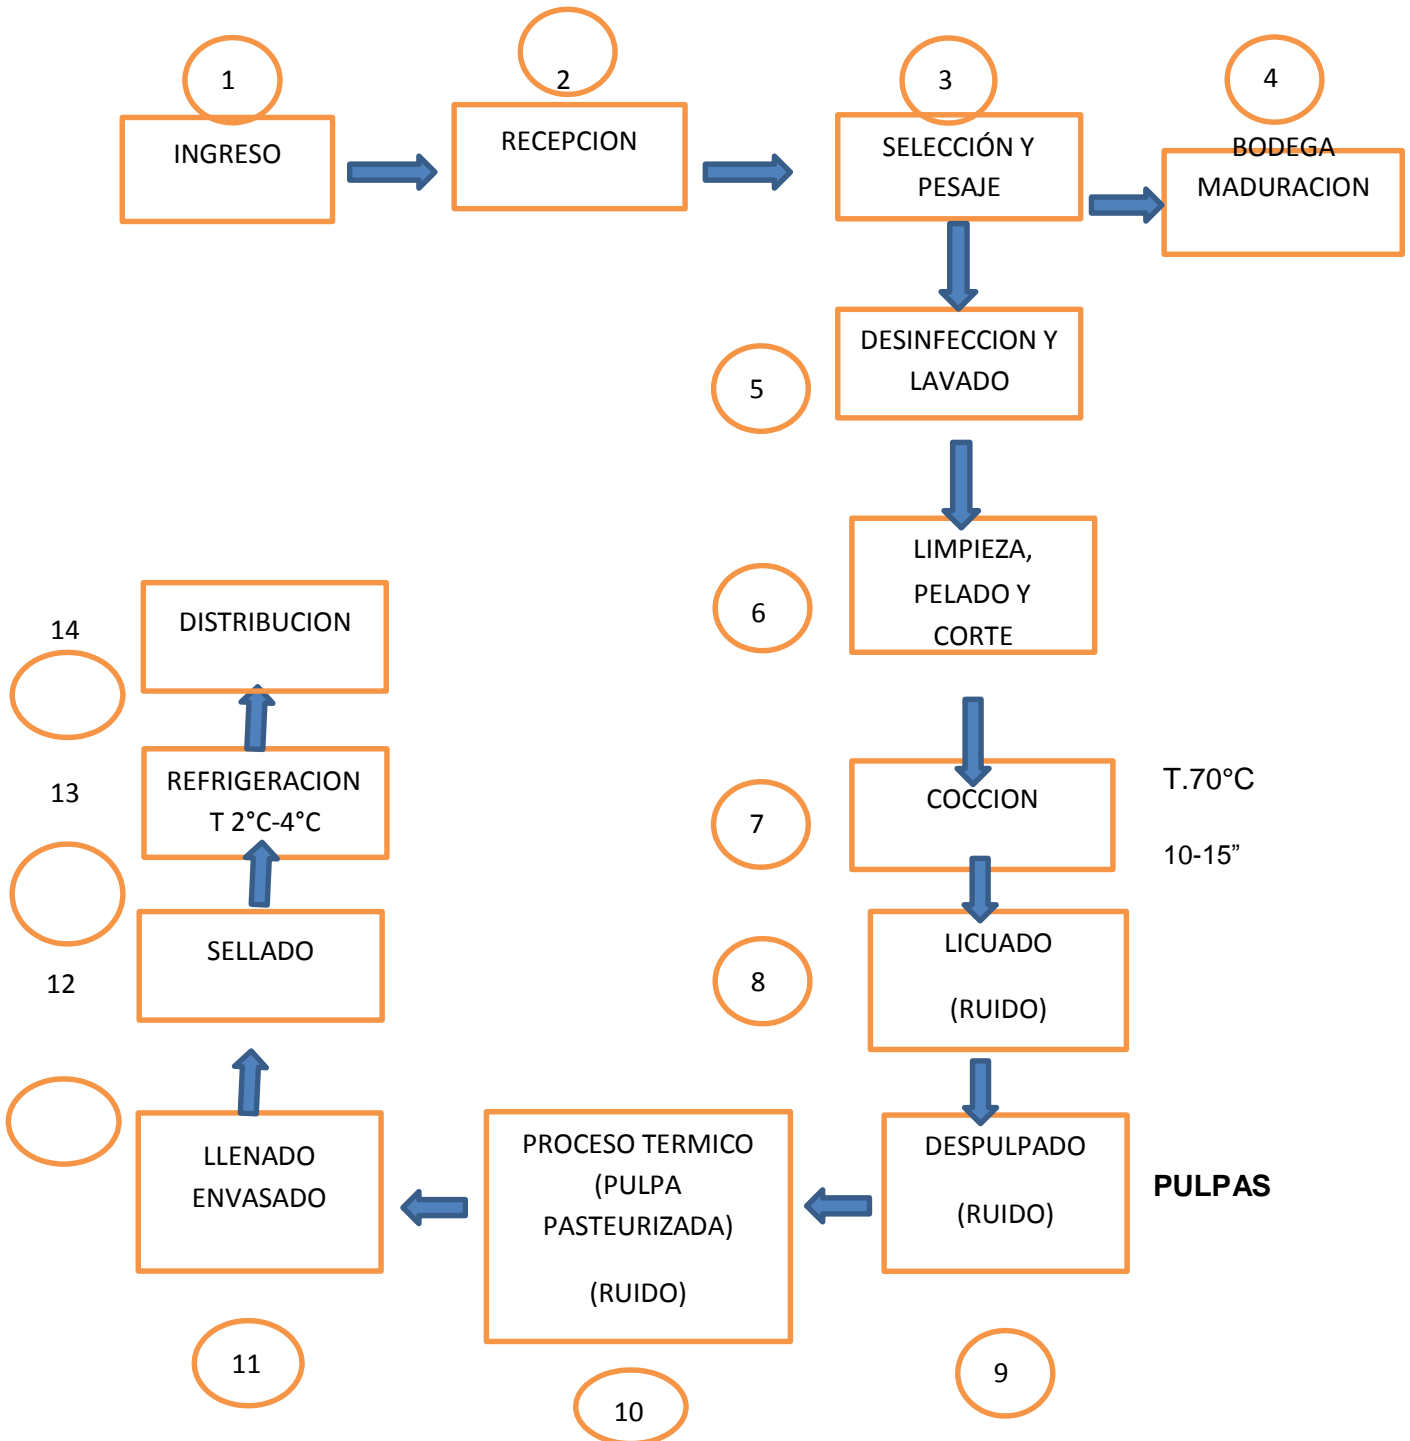 1
INGRESO
2
RECEPCION
3
SELECCIÓN Y
PESAJE
4
BODEGA
MADURACION
5
DESINFECCION Y
LAVADO
6
LIMPIEZA,
PELADO Y
CORTE
7
COCCION
T.70°C
10-15”
8
LICUADO
(RUIDO)
9
DESPULPADO
(RUIDO)
PULPAS
10
PROCESO TERMICO
(PULPA
PASTEURIZADA)
(RUIDO)
11
LLENADO
ENVASADO
12
SELLADO
13
REFRIGERACION
T 2°C-4°C
14
DISTRIBUCION